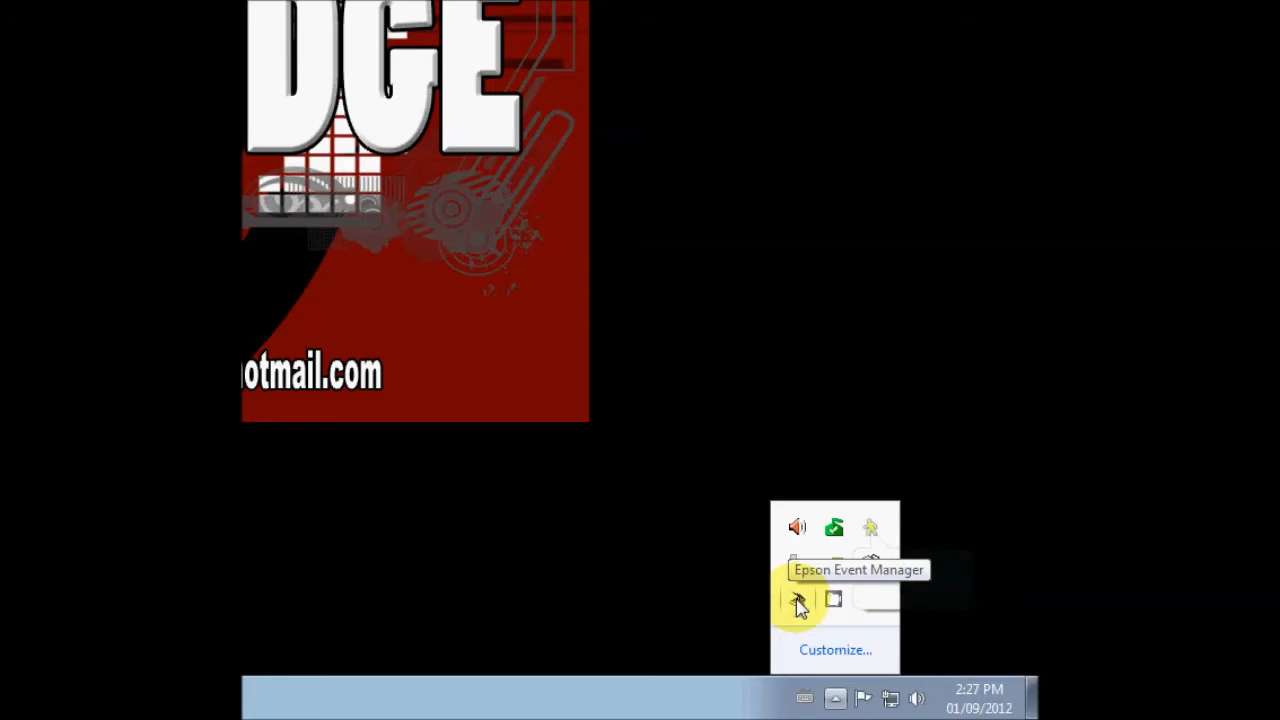 DGE
otmail.com
Epson Event Manager
Customize...
2:27 PM
01/09/2012